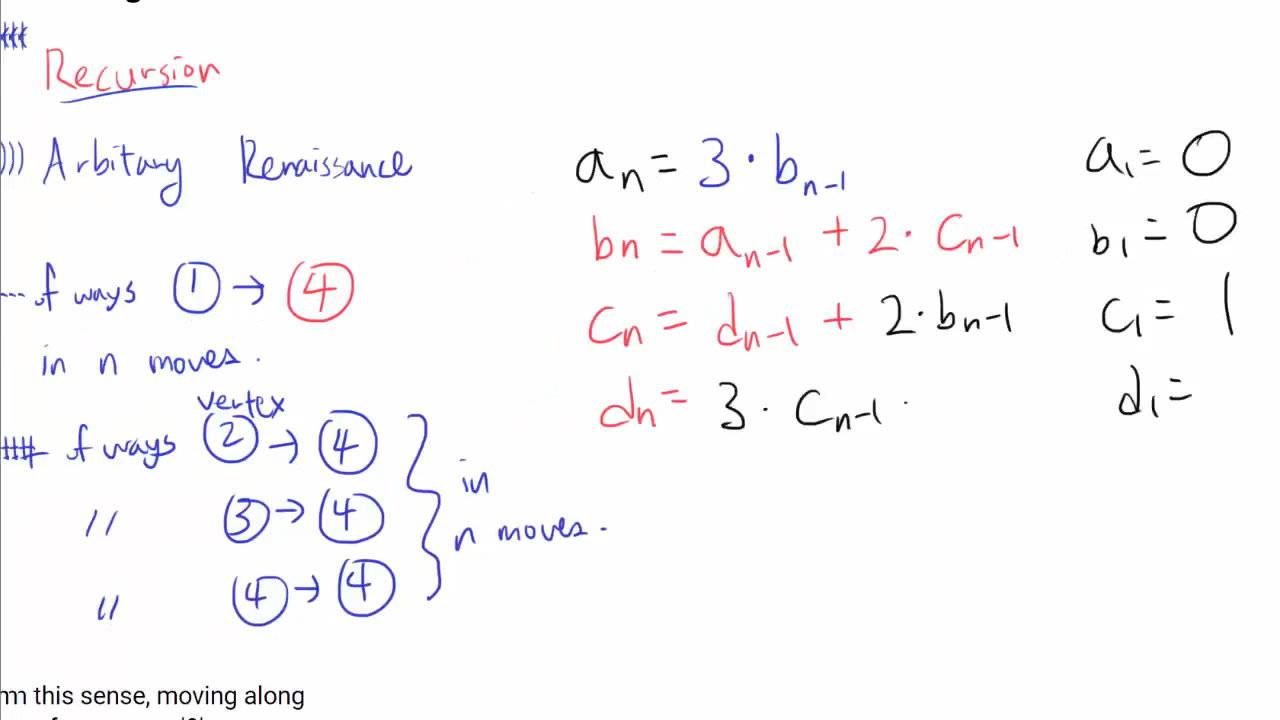 Recursion
Arbitary Renaissance
of ways ① → ④
in n moves.
vertex
of ways ② → ④
// ③ → ④
// ④ → ④
in
n moves.
aₙ = 3 · bₙ₋₁
bₙ = aₙ₋₁ + 2 · cₙ₋₁
cₙ = dₙ₋₁ + 2 · bₙ₋₁
dₙ = 3 · cₙ₋₁
a₁ = 0
b₁ = 0
c₁ = 1
d₁ =
this sense, moving along